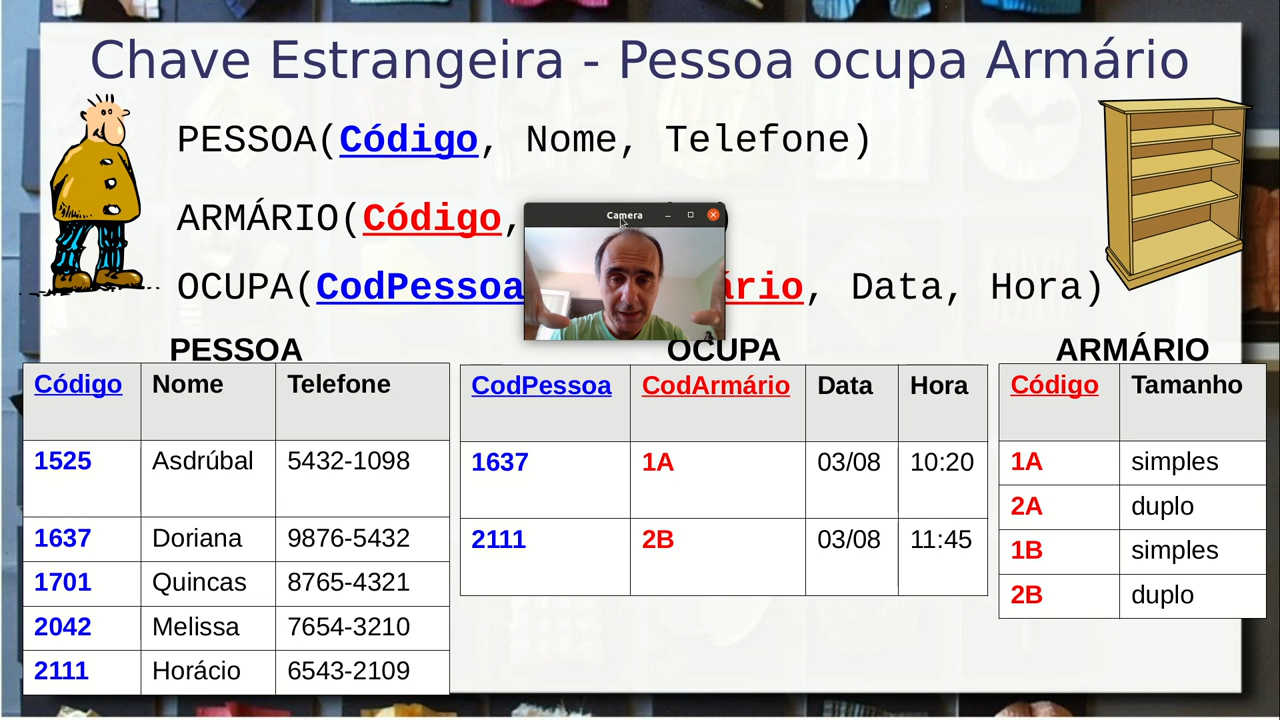 Chave Estrangeira - Pessoa ocupa Armário
PESSOA(Código, Nome, Telefone)
ARMÁRIO(Código,
Camera
OCUPA(CodPessoa ário, Data, Hora)
PESSOA
Código Nome Telefone
1525 Asdrúbal 5432-1098
1637 Doriana 9876-5432
1701 Quincas 8765-4321
2042 Melissa 7654-3210
2111 Horácio 6543-2109
OCUPA
CodPessoa CodArmário Data Hora
1637 1A 03/08 10:20
2111 2B 03/08 11:45
ARMÁRIO
Código Tamanho
1A simples
2A duplo
1B simples
2B duplo